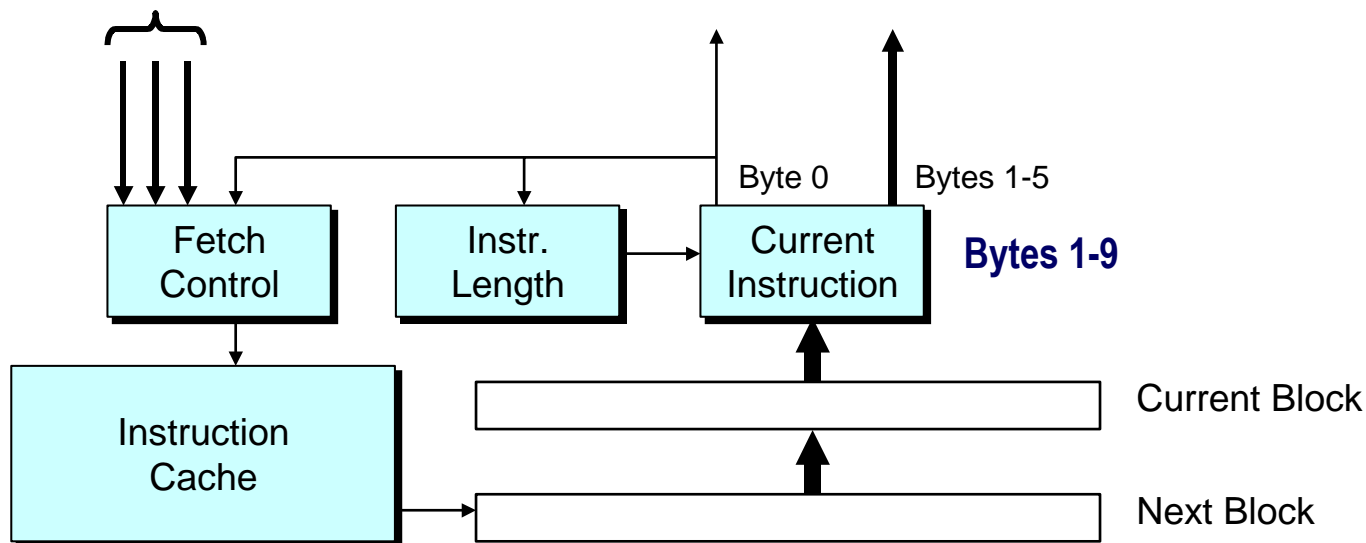 Byte 0
Bytes 1-5
Fetch
Control
Instr.
Length
Current
Instruction
Bytes 1-9
Instruction
Cache
Current Block
Next Block